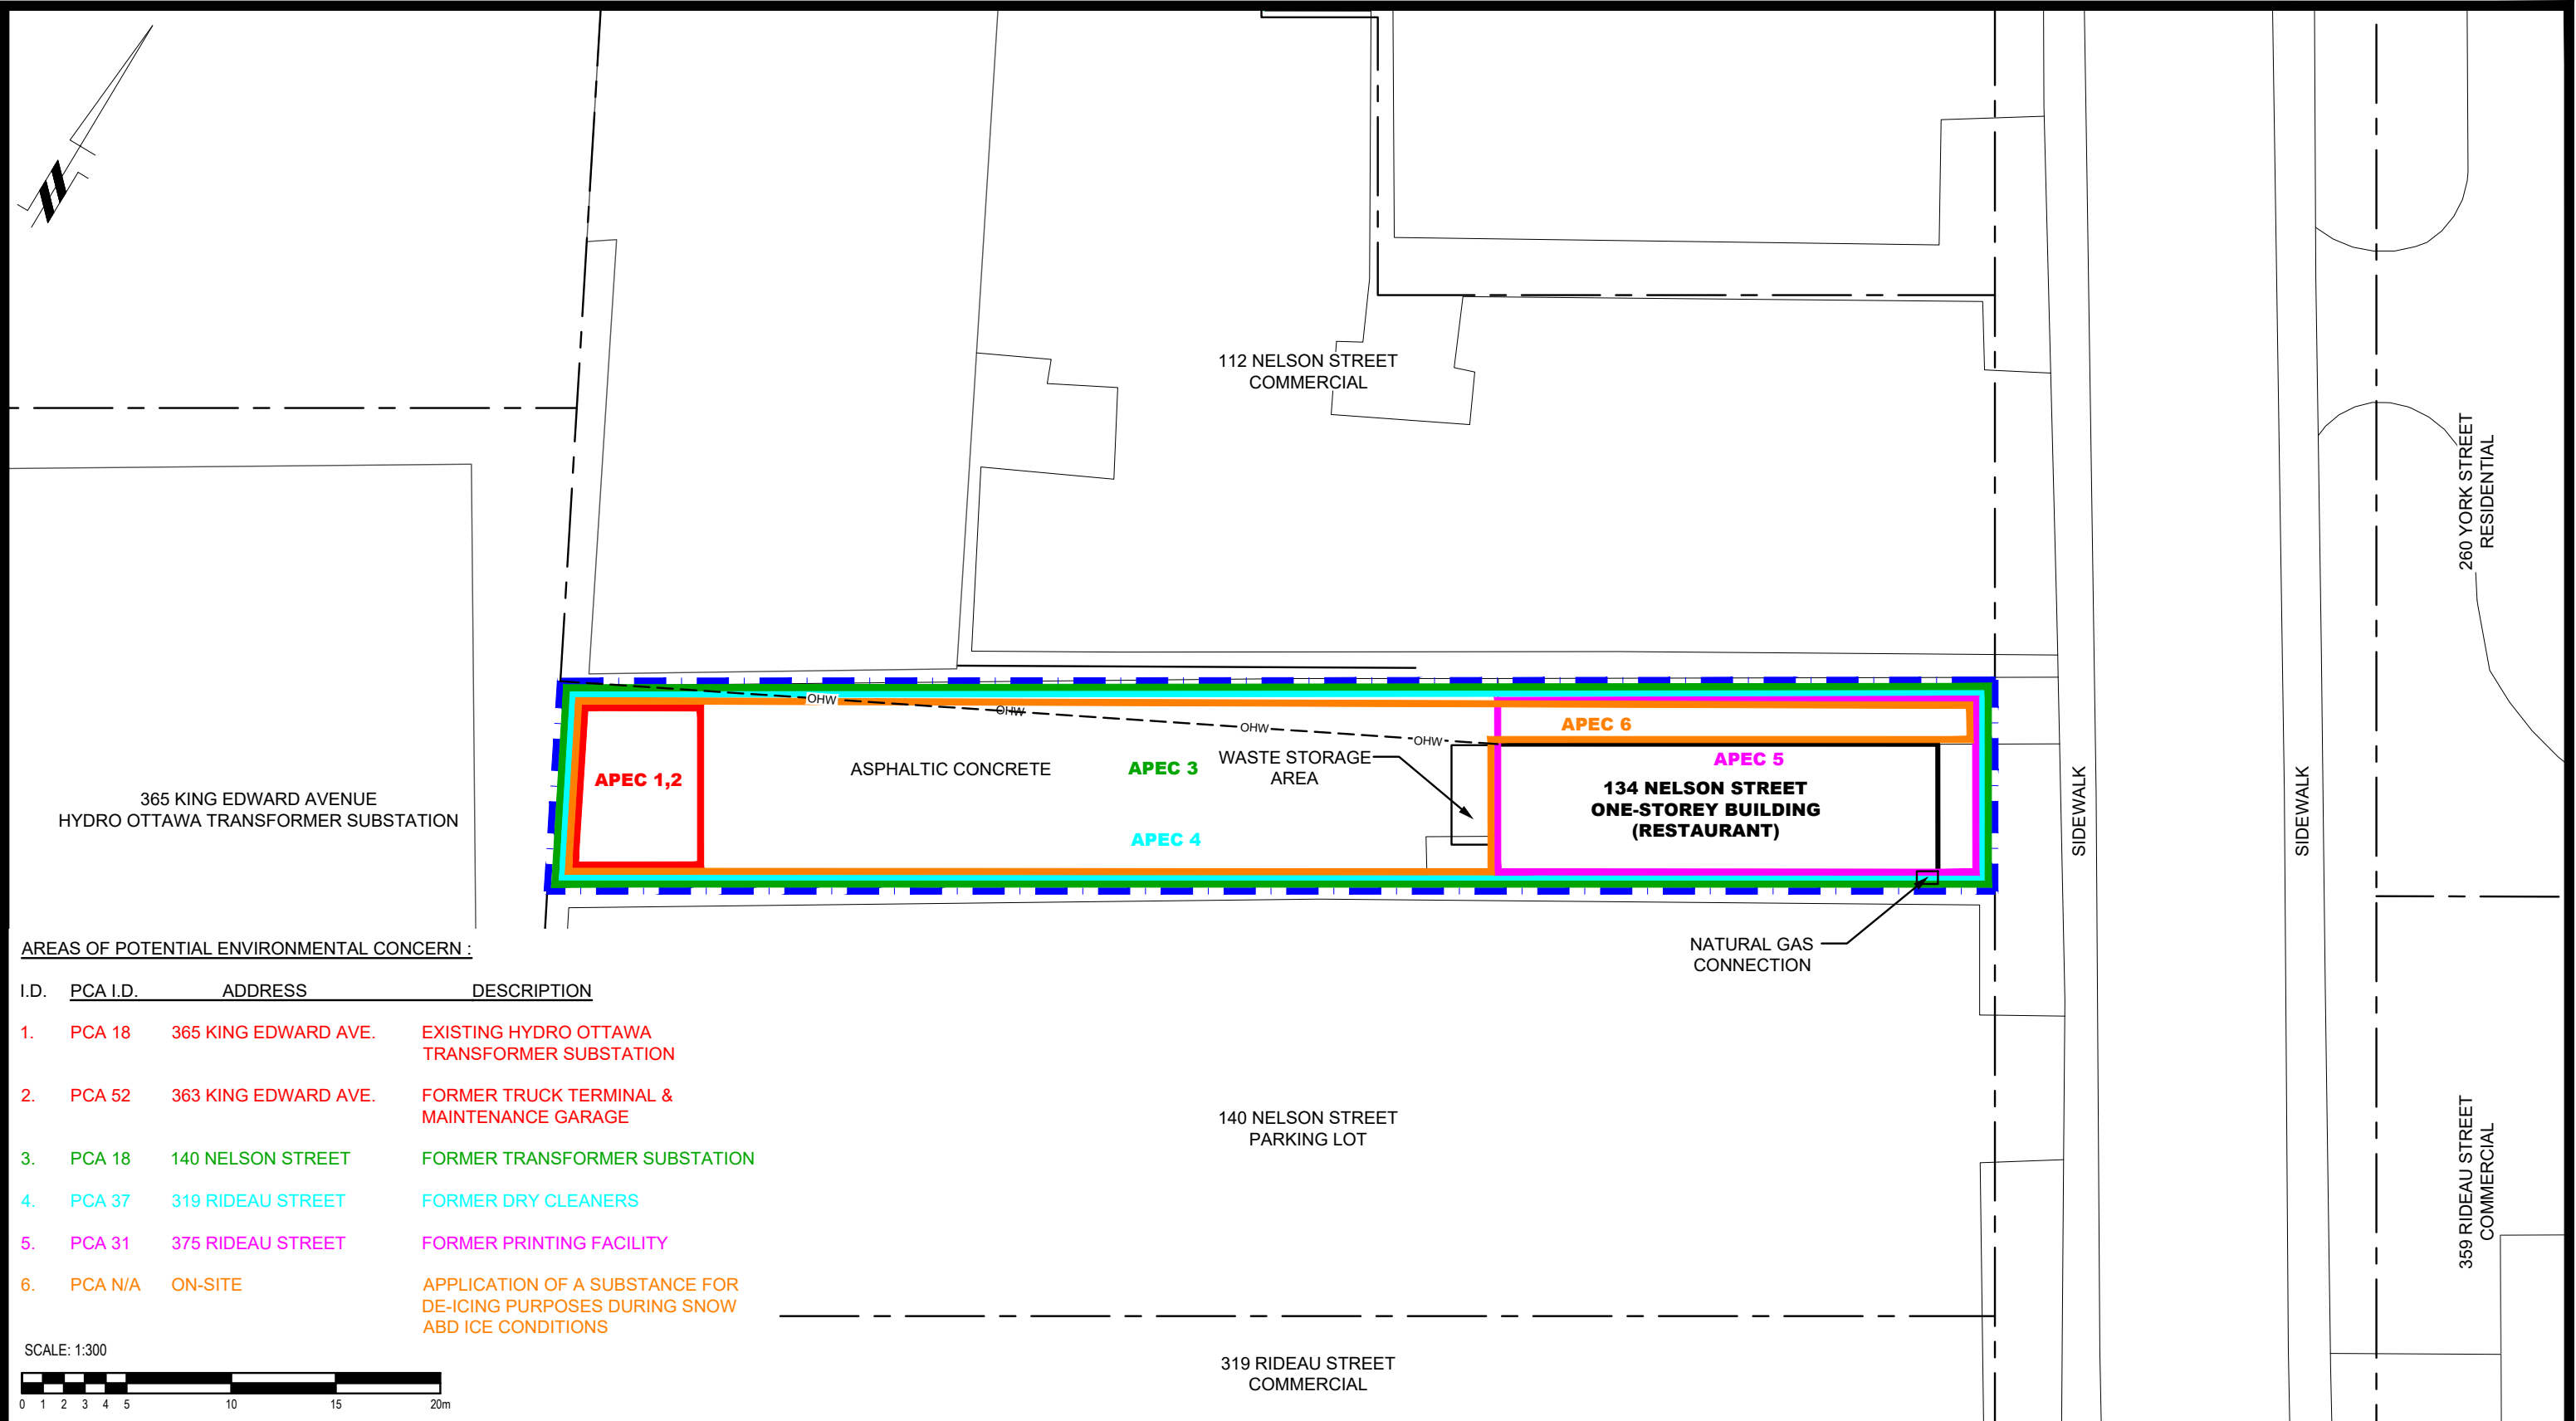 112 NELSON STREET
COMMERCIAL
260 YORK STREET
RESIDENTIAL
OHW
OHW
OHW
OHW
APEC 6
APEC 5
134 NELSON STREET
ONE-STOREY BUILDING
(RESTAURANT)
WASTE STORAGE
AREA
ASPHALTIC CONCRETE
APEC 3
APEC 4
APEC 1,2
365 KING EDWARD AVENUE
HYDRO OTTAWA TRANSFORMER SUBSTATION
SIDEWALK
SIDEWALK
NATURAL GAS
CONNECTION
140 NELSON STREET
PARKING LOT
359 RIDEAU STREET
COMMERCIAL
319 RIDEAU STREET
COMMERCIAL
AREAS OF POTENTIAL ENVIRONMENTAL CONCERN :
I.D. PCA I.D. ADDRESS DESCRIPTION
1. PCA 18 365 KING EDWARD AVE. EXISTING HYDRO OTTAWA
TRANSFORMER SUBSTATION
2. PCA 52 363 KING EDWARD AVE. FORMER TRUCK TERMINAL &
MAINTENANCE GARAGE
3. PCA 18 140 NELSON STREET FORMER TRANSFORMER SUBSTATION
4. PCA 37 319 RIDEAU STREET FORMER DRY CLEANERS
5. PCA 31 375 RIDEAU STREET FORMER PRINTING FACILITY
6. PCA N/A ON-SITE APPLICATION OF A SUBSTANCE FOR
DE-ICING PURPOSES DURING SNOW
ABD ICE CONDITIONS
SCALE: 1:300
0 1 2 3 4 5 10 15 20m